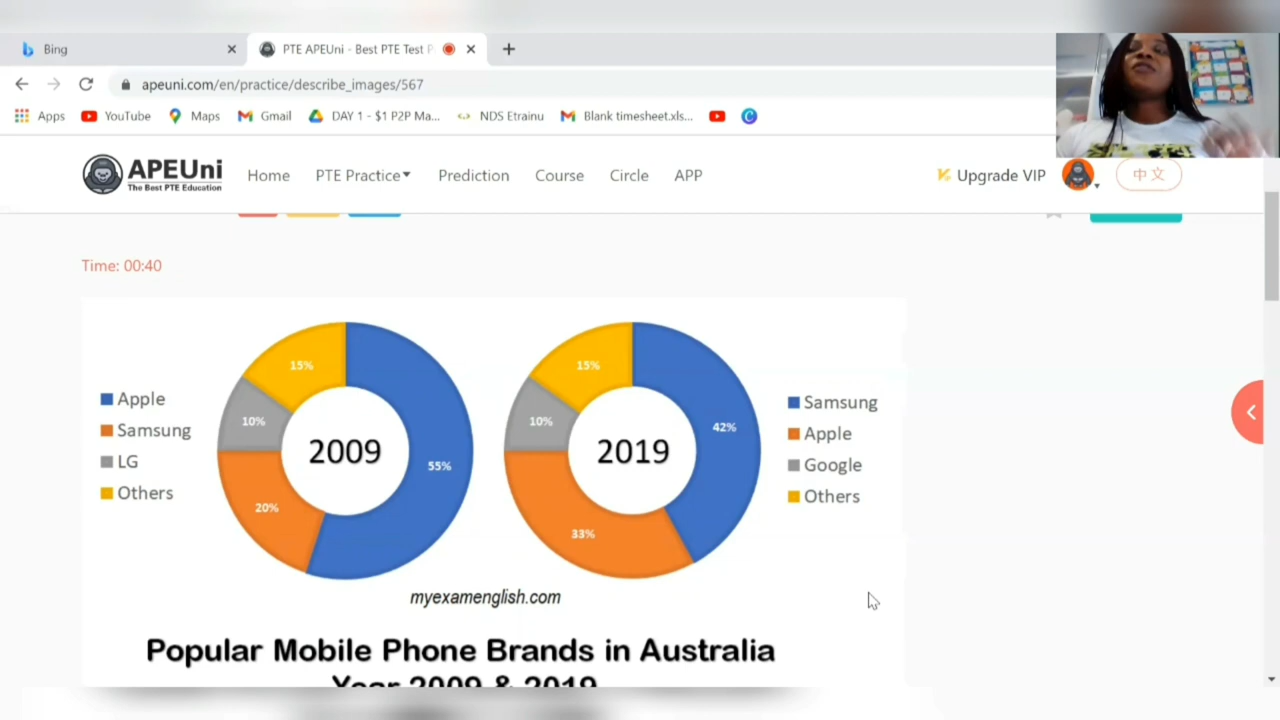 Bing
PTE APEUni - Best PTE Test P
apeuni.com/en/practice/describe_images/567
Apps YouTube Maps Gmail DAY 1 - $1 P2P Ma... NDS Etrainu Blank timesheet.xls...
APEUni
The Best PTE Education
Home PTE Practice Prediction Course Circle APP Upgrade VIP 中文
Time: 00:40
Apple
Samsung
LG
Others
15%
10%
20%
55%
2009
15%
10%
33%
42%
2019
Samsung
Apple
Google
Others
myexamenglish.com
Popular Mobile Phone Brands in Australia
Year 2009 & 2019